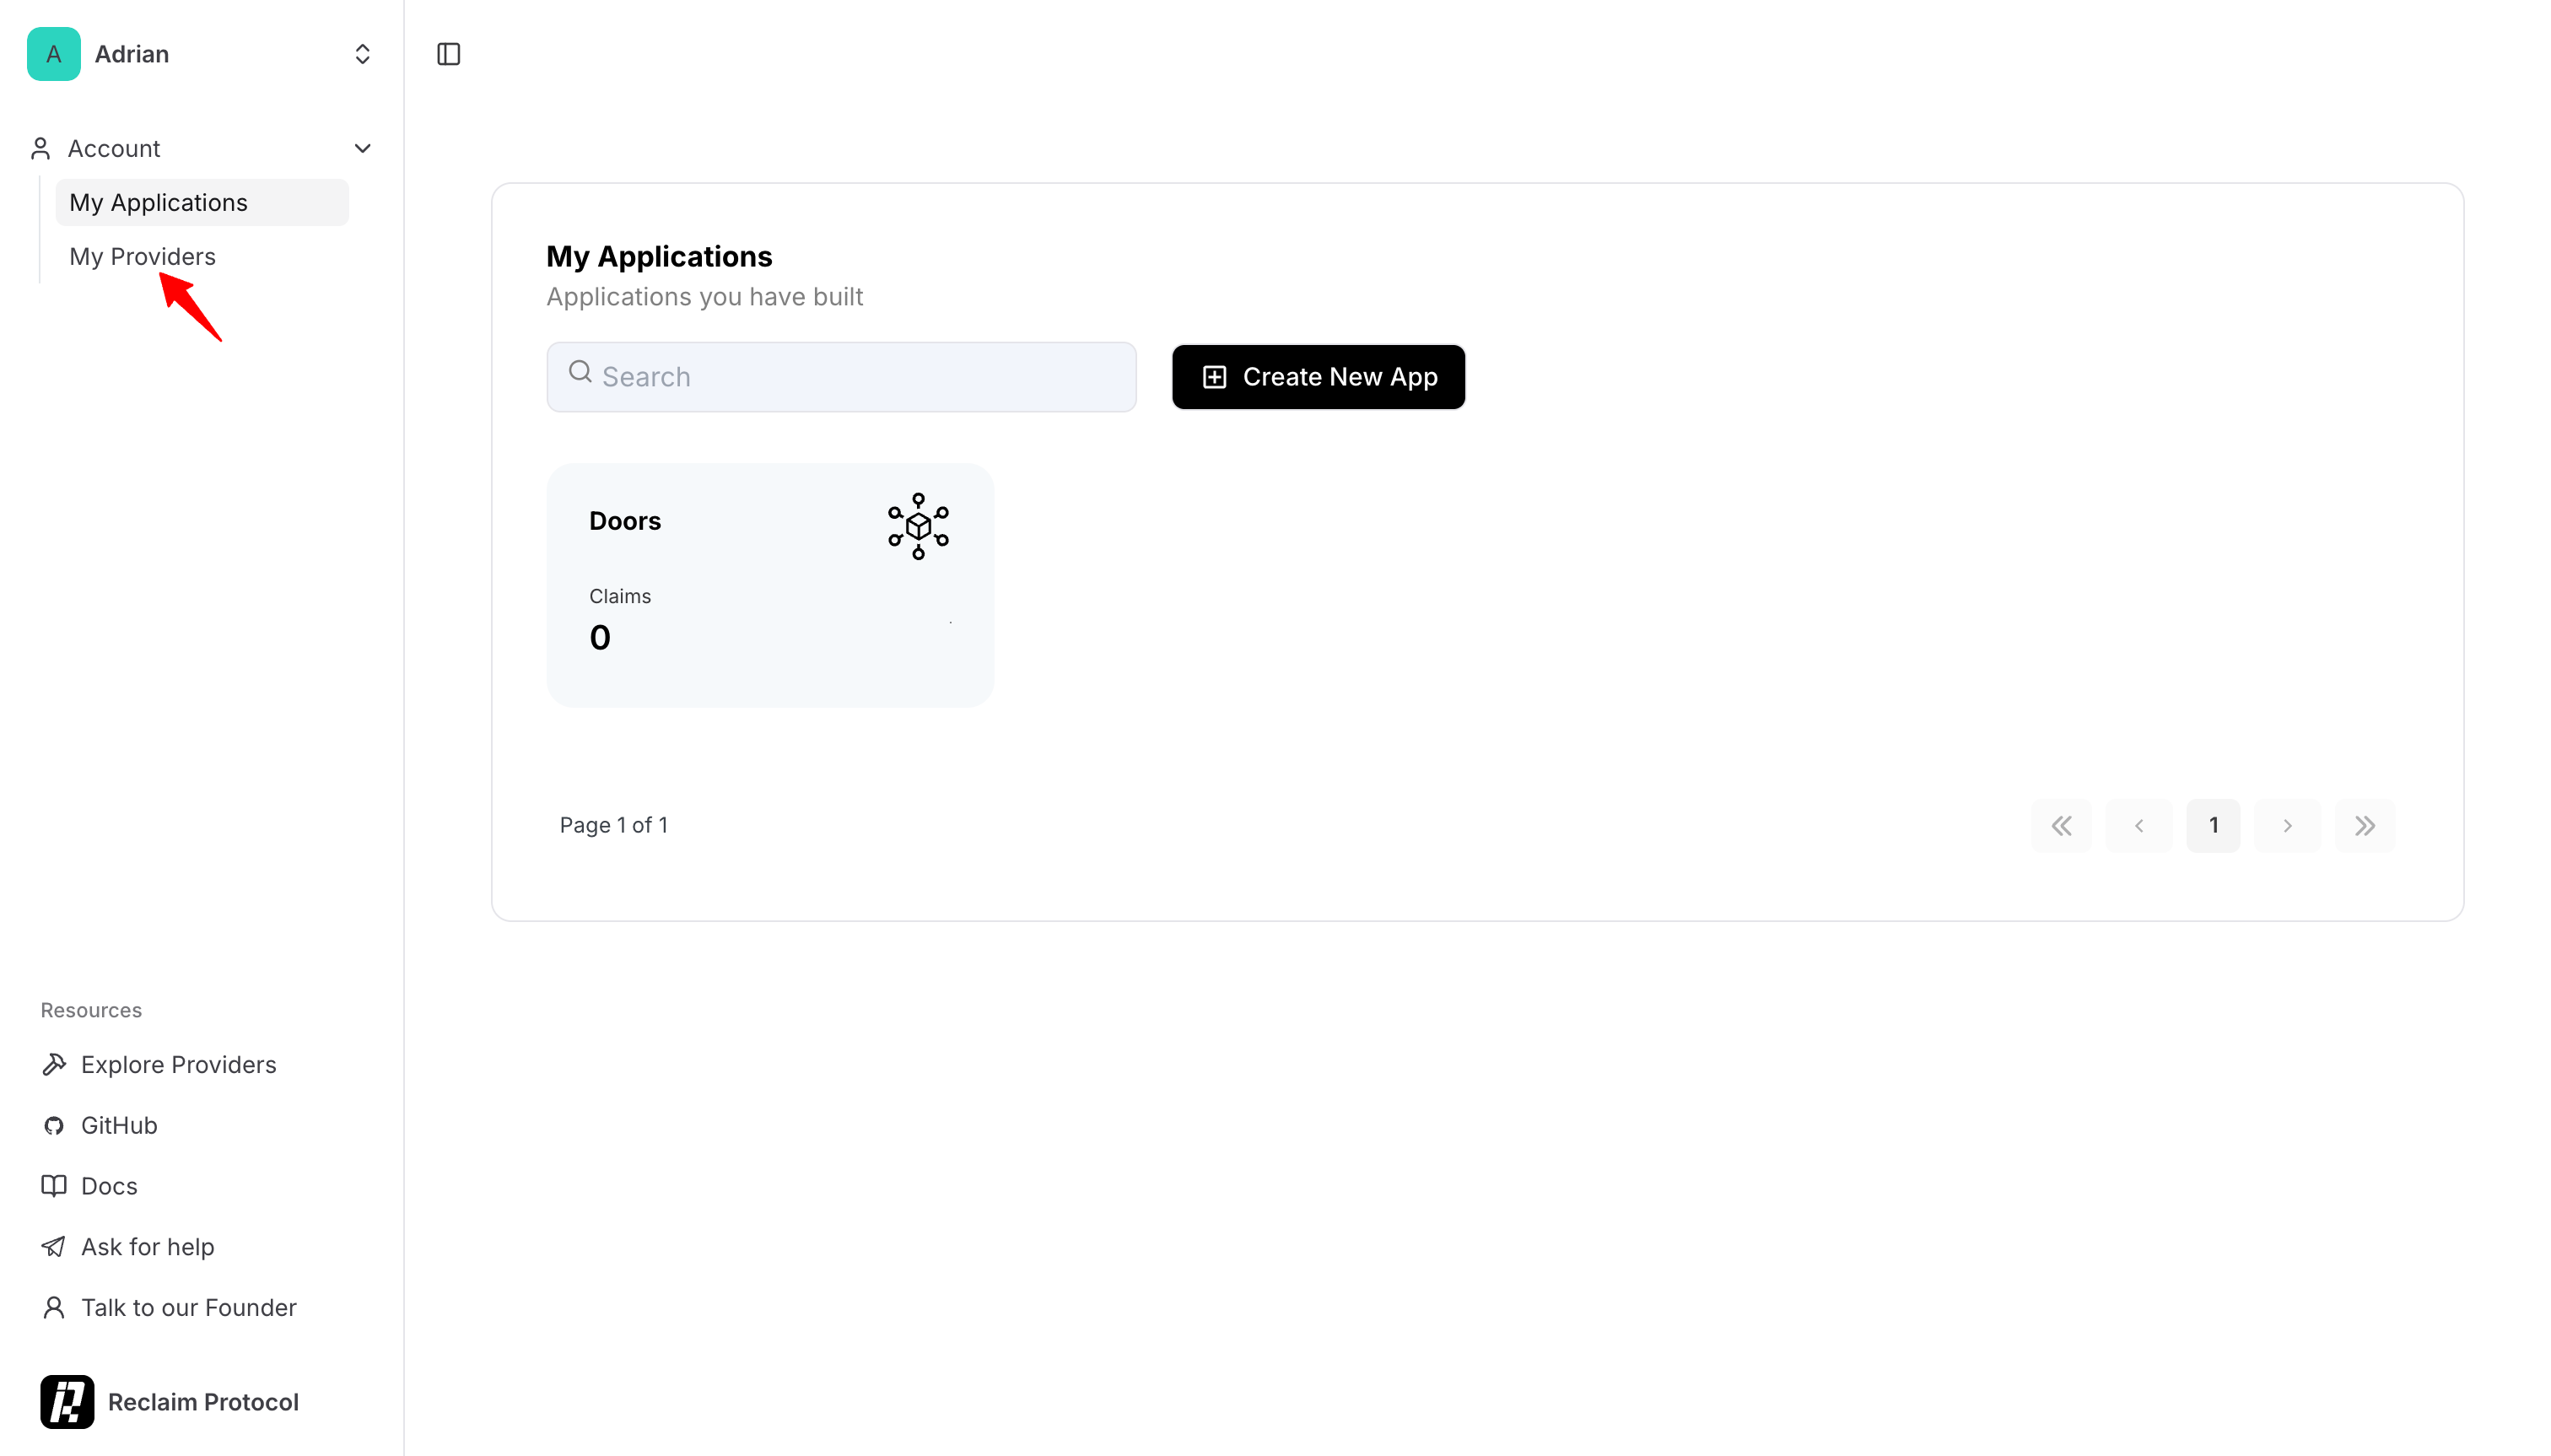 A
Adrian
Account
My Applications
My Providers
My Applications
Applications you have built
Search
Create New App
Doors
Claims
0
Page 1 of 1
1
Resources
Explore Providers
GitHub
Docs
Ask for help
Talk to our Founder
Reclaim Protocol